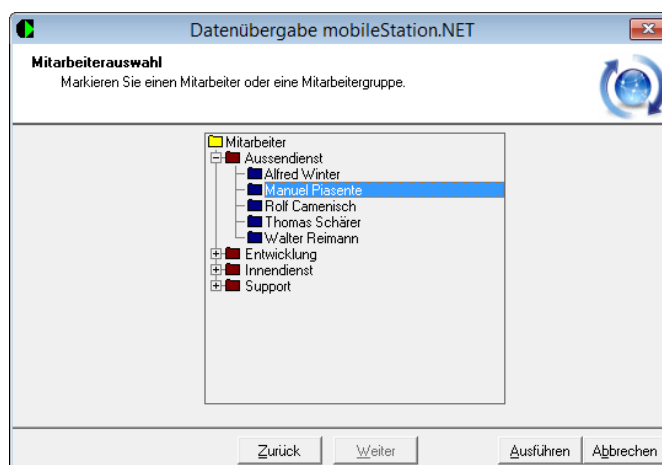 Datenübergabe mobileStation.NET
Mitarbeiterauswahl
Markieren Sie einen Mitarbeiter oder eine Mitarbeitergruppe.
Mitarbeiter
Aussendienst
Alfred Winter
Manuel Piasente
Rolf Camenisch
Thomas Schärer
Walter Reimann
Entwicklung
Innendienst
Support
Zurück Weiter Ausführen Abbrechen